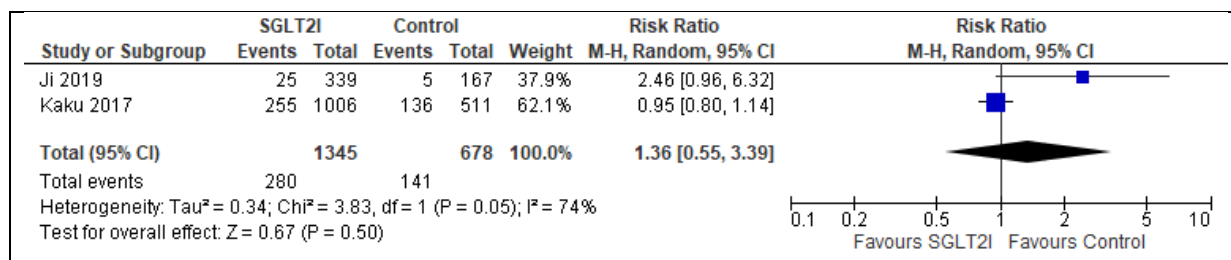 SGLT2I Control Risk Ratio Risk Ratio
Study or Subgroup Events Total Events Total Weight M-H, Random, 95% CI M-H, Random, 95% CI
Ji 2019 25 339 5 167 37.9% 2.46 [0.96, 6.32]
Kaku 2017 255 1006 136 511 62.1% 0.95 [0.80, 1.14]
Total (95% CI) 1345 678 100.0% 1.36 [0.55, 3.39]
Total events 280 141
Heterogeneity: Tau² = 0.34; Chi² = 3.83, df = 1 (P = 0.05); I² = 74%
Test for overall effect: Z = 0.67 (P = 0.50)
0.1 0.2 0.5 1 2 5 10
Favours SGLT2I Favours Control